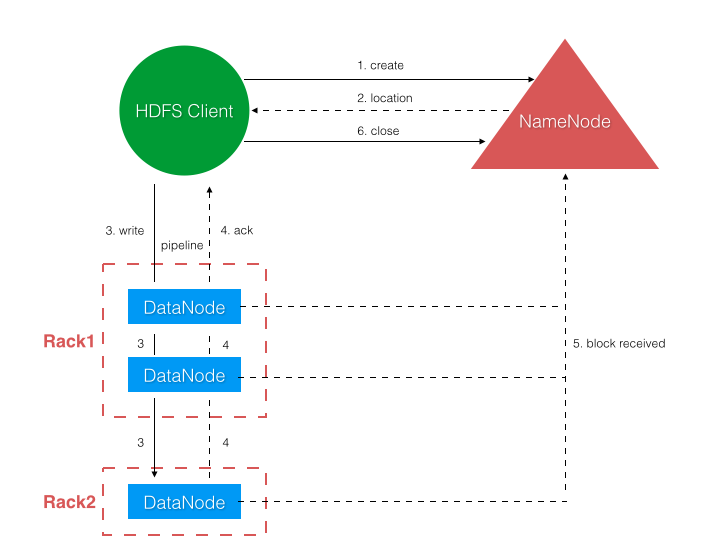 1. create
HDFS Client
2. location
NameNode
6. close
3. write
4. ack
pipeline
DataNode
Rack1
3
4
5. block received
DataNode
3
4
Rack2
DataNode